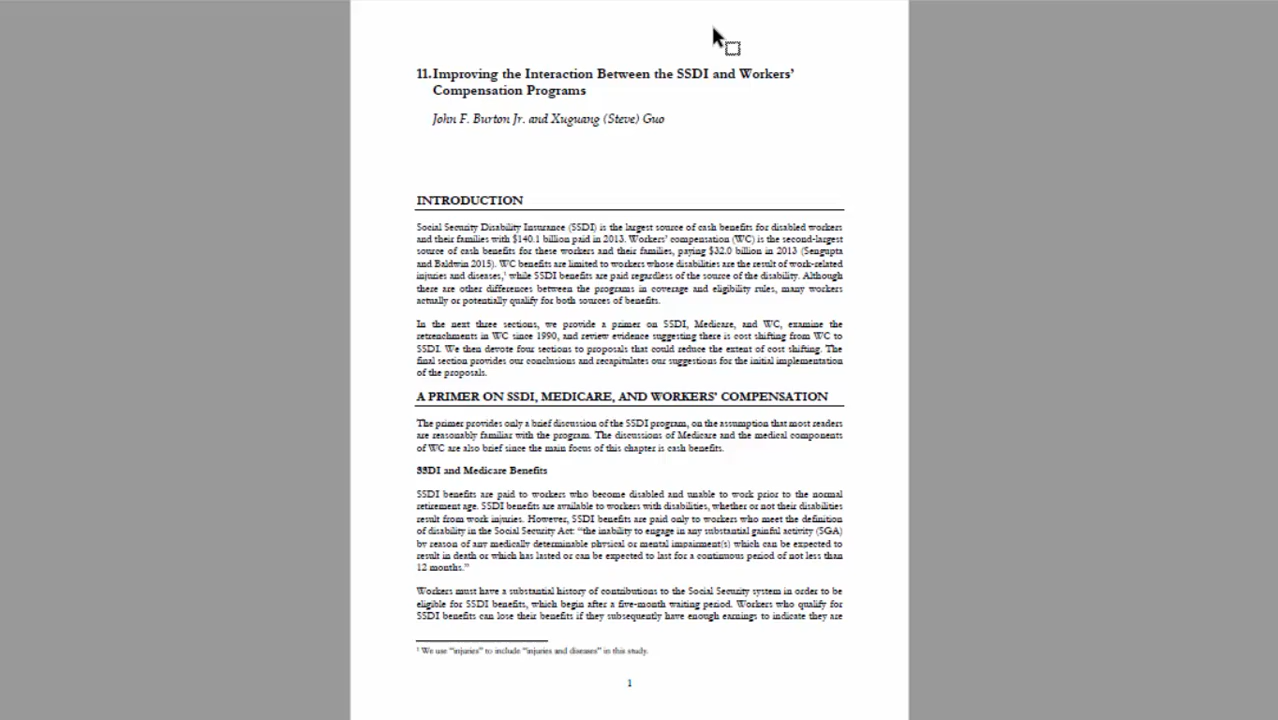 11. Improving the Interaction Between the SSDI and Workers'
Compensation Programs
John F. Burton Jr. and Xuguang (Steve) Guo
INTRODUCTION
Social Security Disability Insurance (SSDI) is the largest source of cash benefits for disabled workers
and their families with $140.1 billion paid in 2013. Workers' compensation (WC) is the second-largest
source of cash benefits for these workers and their families, paying $32.0 billion in 2013 (Sengupta
and Baldwin 2015). WC benefits are limited to workers whose disabilities are the result of work-related
injuries and diseases,¹ while SSDI benefits are paid regardless of the source of the disability. Although
there are other differences between the programs in coverage and eligibility rules, many workers
actually or potentially qualify for both sources of benefits.
In the next three sections, we provide a primer on SSDI, Medicare, and WC, examine the
retrenchments in WC since 1990, and review evidence suggesting there is cost shifting from WC to
SSDI. We then devote four sections to proposals that could reduce the extent of cost shifting. The
final section provides our conclusions and recapitulates our suggestions for the initial implementation
of the proposals.
A PRIMER ON SSDI, MEDICARE, AND WORKERS' COMPENSATION
The primer provides only a brief discussion of the SSDI program, on the assumption that most readers
are reasonably familiar with the program. The discussions of Medicare and the medical components
of WC are also brief since the main focus of this chapter is cash benefits.
SSDI and Medicare Benefits
SSDI benefits are paid to workers who become disabled and unable to work prior to the normal
retirement age. SSDI benefits are available to workers with disabilities, whether or not their disabilities
result from work injuries. However, SSDI benefits are paid only to workers who meet the definition
of disability in the Social Security Act: "the inability to engage in any substantial gainful activity (SGA)
by reason of any medically determinable physical or mental impairment(s) which can be expected to
result in death or which has lasted or can be expected to last for a continuous period of not less than
12 months."
Workers must have a substantial history of contributions to the Social Security system in order to be
eligible for SSDI benefits, which begin after a five-month waiting period. Workers who qualify for
SSDI benefits can lose their benefits if they subsequently have enough earnings to indicate they are
¹ We use "injuries" to include "injuries and diseases" in this study.
1